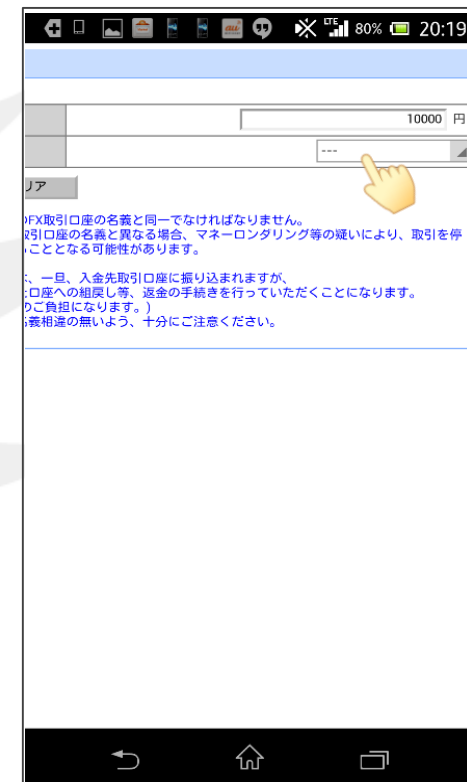 au
LTE 80% 20:19
10000 円
---
リア
FX取引口座の名義と同一でなければなりません。
取引口座の名義と異なる場合、マネーロンダリング等の疑いにより、取引を停
ることとなる可能性があります。
、一旦、入金先取引口座に振り込まれますが、
口座への組戻し等、返金の手続きを行っていただくことになります。
のご負担になります。)
義相違の無いよう、十分にご注意ください。